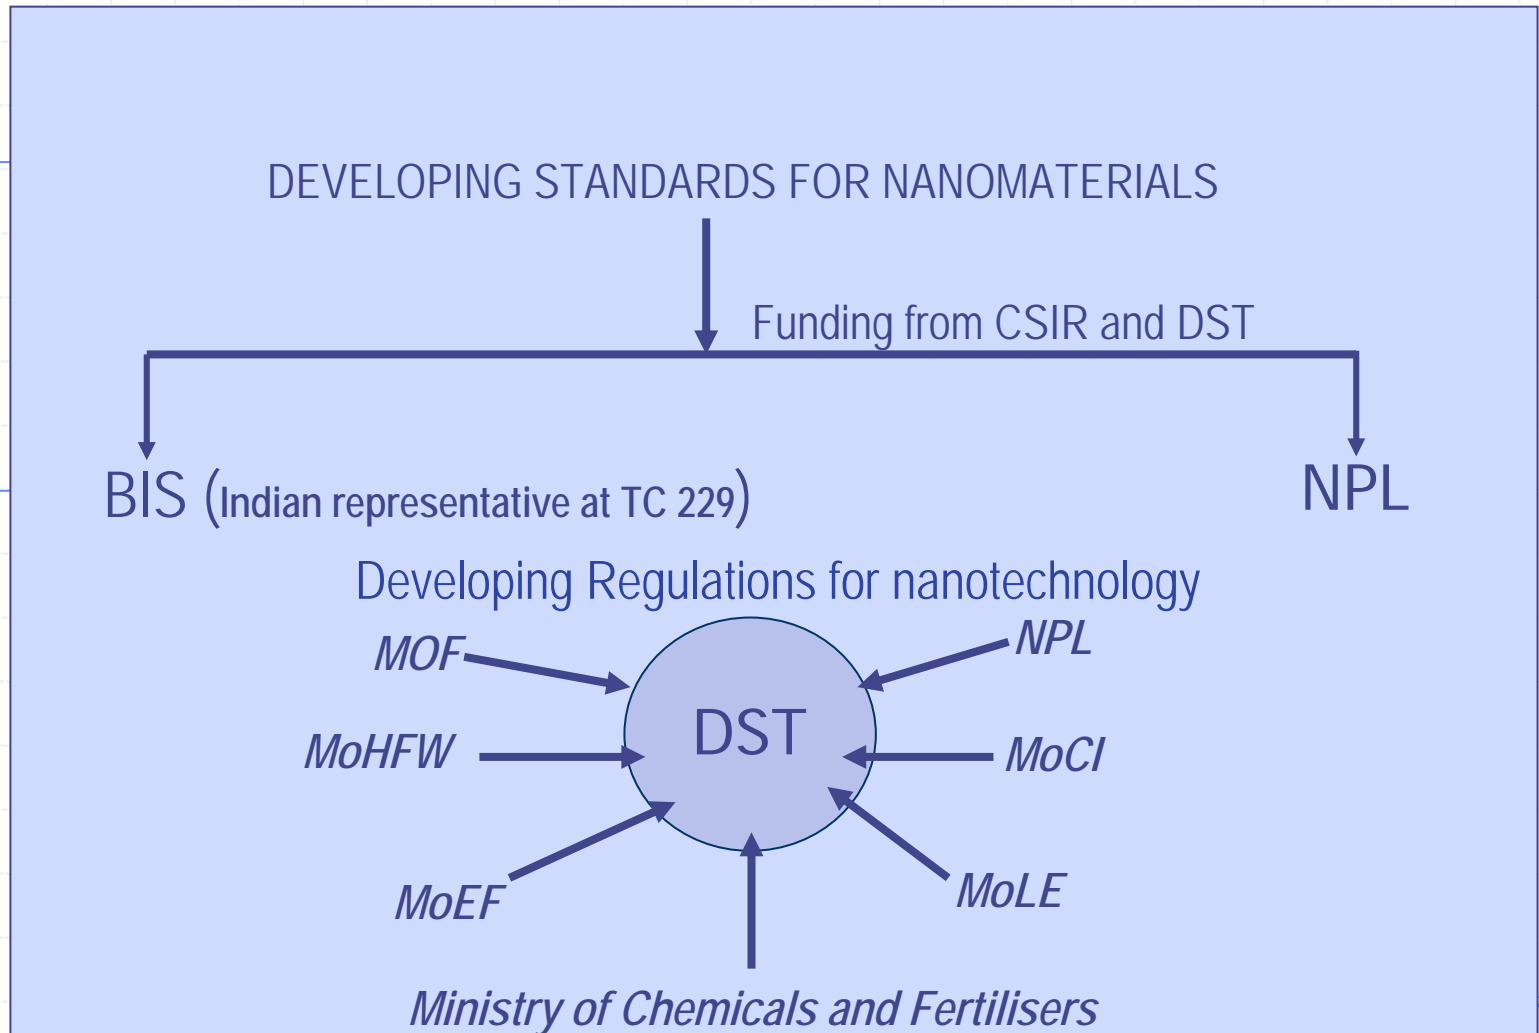 DEVELOPING STANDARDS FOR NANOMATERIALS
Funding from CSIR and DST
BIS (Indian representative at TC 229)
NPL
Developing Regulations for nanotechnology
MOF
NPL
DST
MoHFW
MoCI
MoEF
MoLE
Ministry of Chemicals and Fertilisers